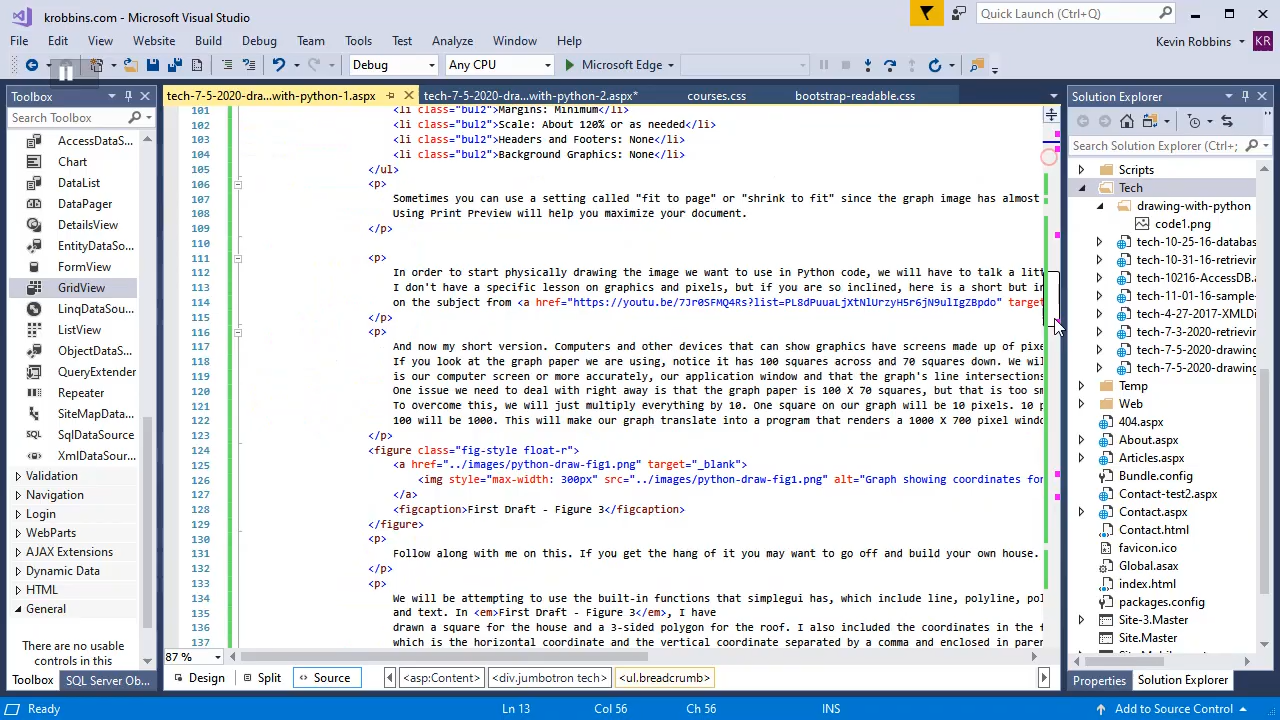 krobbins.com - Microsoft Visual Studio
Quick Launch (Ctrl+Q)
File Edit View Website Build Debug Team Tools Test Analyze Window Help
Kevin Robbins KR
Debug Any CPU Microsoft Edge
Toolbox
tech-7-5-2020-dra...with-python-1.aspx tech-7-5-2020-dra...with-python-2.aspx* courses.css bootstrap-readable.css
Solution Explorer
Search Toolbox
Search Solution Explorer (Ctrl+;)
AccessDataS...
Chart
DataList
DataPager
DetailsView
EntityDataSo...
FormView
GridView
LinqDataSour...
ListView
ObjectDataSo...
QueryExtender
Repeater
SiteMapData...
SQL SqlDataSource
XmlDataSour...
Validation
Navigation
Login
WebParts
AJAX Extensions
Dynamic Data
HTML
General
There are no usable
controls in this
Toolbox SQL Server Ob...
101 <li class="bul2">Margins: Minimum</li>
102 <li class="bul2">Scale: About 120% or as needed</li>
103 <li class="bul2">Headers and Footers: None</li>
104 <li class="bul2">Background Graphics: None</li>
105 </ul>
106 <p>
107 Sometimes you can use a setting called "fit to page" or "shrink to fit" since the graph image has almost
108 Using Print Preview will help you maximize your document.
109 </p>
110
111 <p>
112 In order to start physically drawing the image we want to use in Python code, we will have to talk a litt
113 I don't have a specific lesson on graphics and pixels, but if you are so inclined, here is a short but in
114 on the subject from <a href="https://youtu.be/7Jr0SFMQ4Rs?list=PL8dPuuaLjXtNlUrzyH5r6jN9ulIgZBpdo" target
115 </p>
116 <p>
117 And now my short version. Computers and other devices that can show graphics have screens made up of pixe
118 If you look at the graph paper we are using, notice it has 100 squares across and 70 squares down. We wil
119 is our computer screen or more accurately, our application window and that the graph's line intersections
120 One issue we need to deal with right away is that the graph paper is 100 X 70 squares, but that is too sm
121 To overcome this, we will just multiply everything by 10. One square on our graph will be 10 pixels. 10 p
122 100 will be 1000. This will make our graph translate into a program that renders a 1000 X 700 pixel windo
123 </p>
124 <figure class="fig-style float-r">
125 <a href="../images/python-draw-fig1.png" target="_blank">
126 <img style="max-width: 300px" src="../images/python-draw-fig1.png" alt="Graph showing coordinates for
127 </a>
128 <figcaption>First Draft - Figure 3</figcaption>
129 </figure>
130 <p>
131 Follow along with me on this. If you get the hang of it you may want to go off and build your own house.
132 </p>
133 <p>
134 We will be attempting to use the built-in functions that simplegui has, which include line, polyline, pol
135 and text. In <em>First Draft - Figure 3</em>, I have
136 drawn a square for the house and a 3-sided polygon for the roof. I also included the coordinates in the f
137 which is the horizontal coordinate and the vertical coordinate separated by a comma and enclosed in paren
87 %
Design Split Source <asp:Content> <div.jumbotron tech> <ul.breadcrumb>
Scripts
Tech
drawing-with-python
code1.png
tech-10-25-16-databas
tech-10-31-16-retriev
tech-10216-AccessDB.a
tech-11-01-16-sample-
tech-4-27-2017-XMLDi
tech-7-3-2020-retriev
tech-7-5-2020-drawing
tech-7-5-2020-drawing
Temp
Web
404.aspx
About.aspx
Articles.aspx
Bundle.config
Contact-test2.aspx
Contact.aspx
Contact.html
favicon.ico
Global.asax
index.html
packages.config
Site-3.Master
Site.Master
Properties Solution Explorer
Ready Ln 13 Col 56 Ch 56 INS Add to Source Control